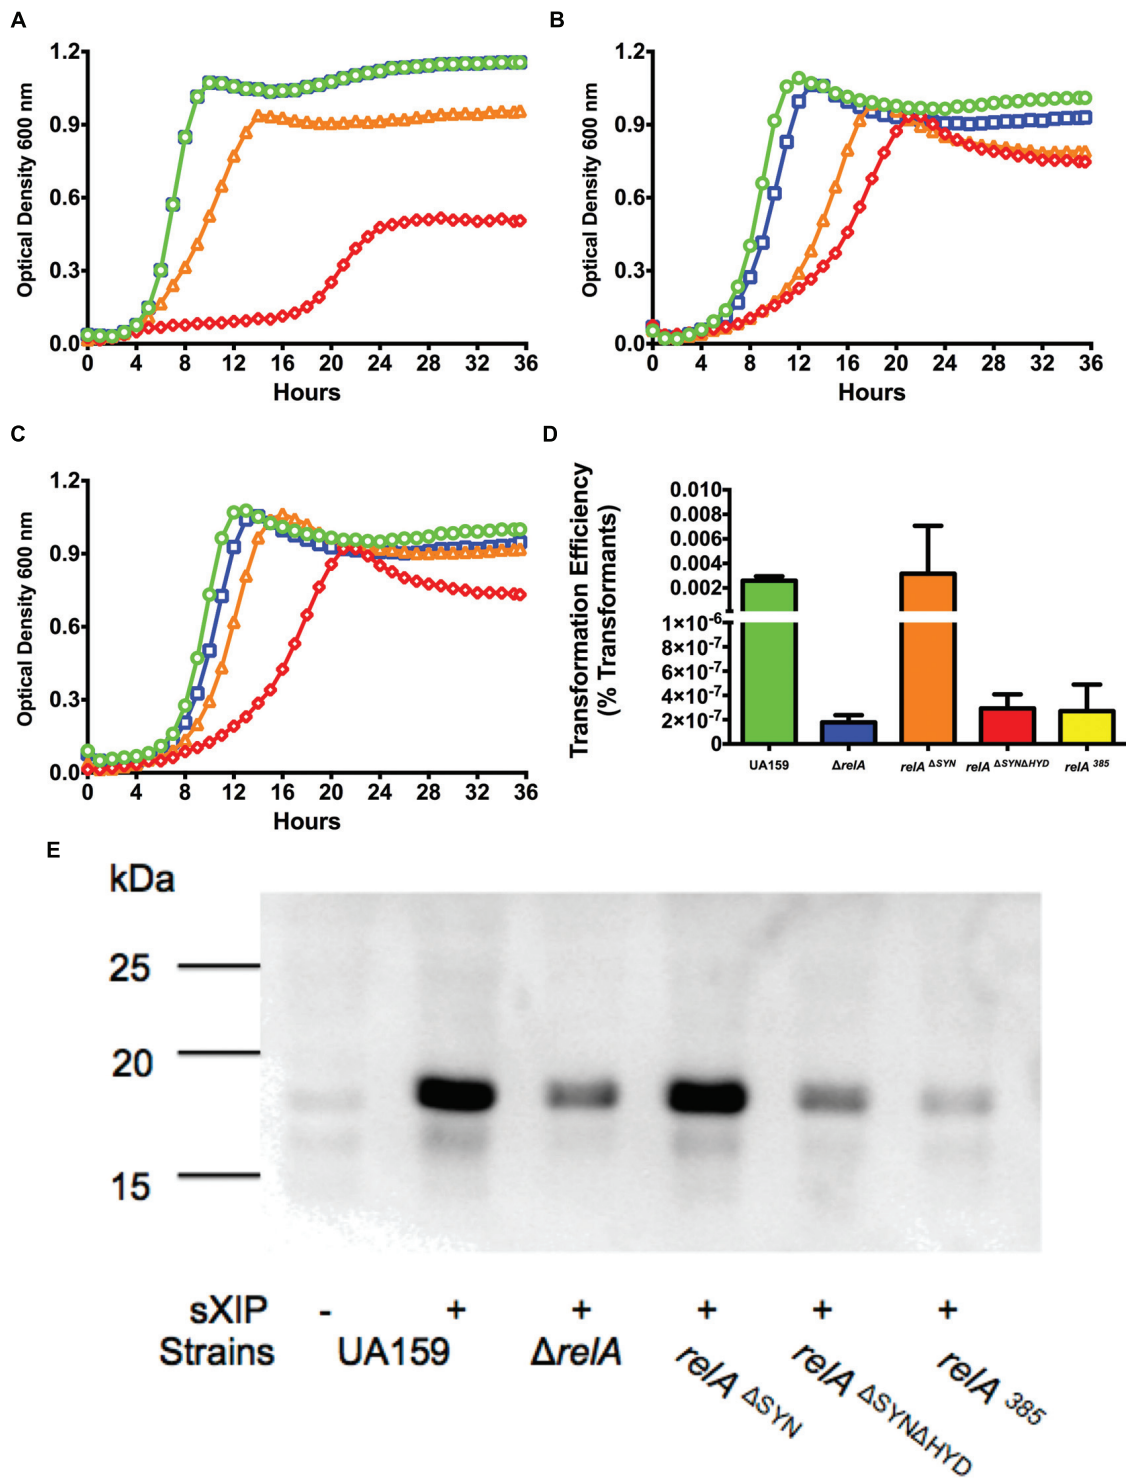 A
1.2
0.9
0.6
0.3
0.0
Optical Density 600 nm
0 4 8 12 16 20 24 28 32 36
Hours
B
1.2
0.9
0.6
0.3
0.0
Optical Density 600 nm
0 4 8 12 16 20 24 28 32 36
Hours
C
1.2
0.9
0.6
0.3
0.0
Optical Density 600 nm
0 4 8 12 16 20 24 28 32 36
Hours
D
Transformation Efficiency
(% Transformants)
0.010
0.008
0.006
0.004
0.002
1×10⁻⁶
8×10⁻⁷
6×10⁻⁷
4×10⁻⁷
2×10⁻⁷
0
UA159 ΔrelA relA ΔSYN relA ΔSYNΔHYD relA 385
E
kDa
25
20
15
sXIP - + + + + +
Strains UA159 ΔrelA relA ΔSYN relA ΔSYNΔHYD relA 385